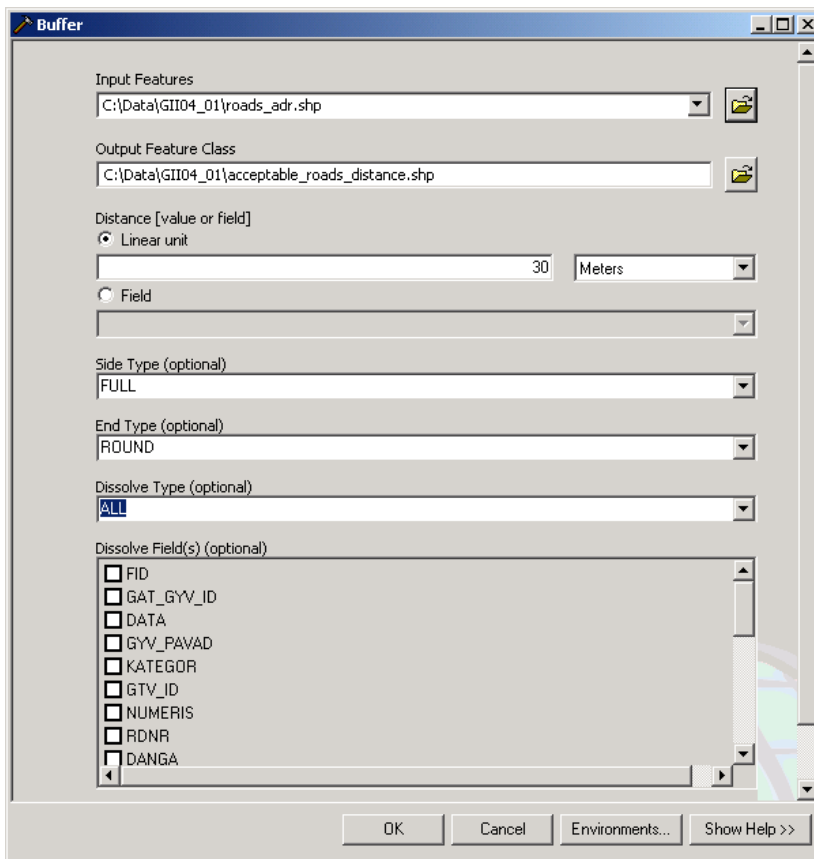 Buffer
Input Features
C:\Data\GII04_01\roads_adr.shp
Output Feature Class
C:\Data\GII04_01\acceptable_roads_distance.shp
Distance [value or field]
Linear unit
30 Meters
Field
Side Type (optional)
FULL
End Type (optional)
ROUND
Dissolve Type (optional)
ALL
Dissolve Field(s) (optional)
FID
GAT_GYV_ID
DATA
GYV_PAVAD
KATEGOR
GTV_ID
NUMERIS
RDNR
DANGA
OK Cancel Environments... Show Help >>